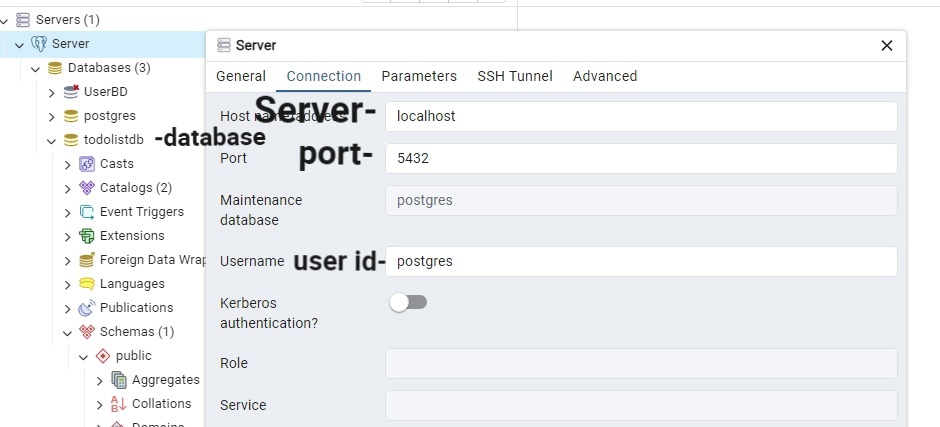 Servers (1)
Server
Databases (3)
UserBD
postgres
todolistdb -database
Casts
Catalogs (2)
Event Triggers
Extensions
Foreign Data Wrap
Languages
Publications
Schemas (1)
public
Aggregates
Collations
Domains
Server
General Connection Parameters SSH Tunnel Advanced
Host name/address Server- localhost
Port port- 5432
Maintenance
database postgres
Username user id- postgres
Kerberos
authentication?
Role
Service